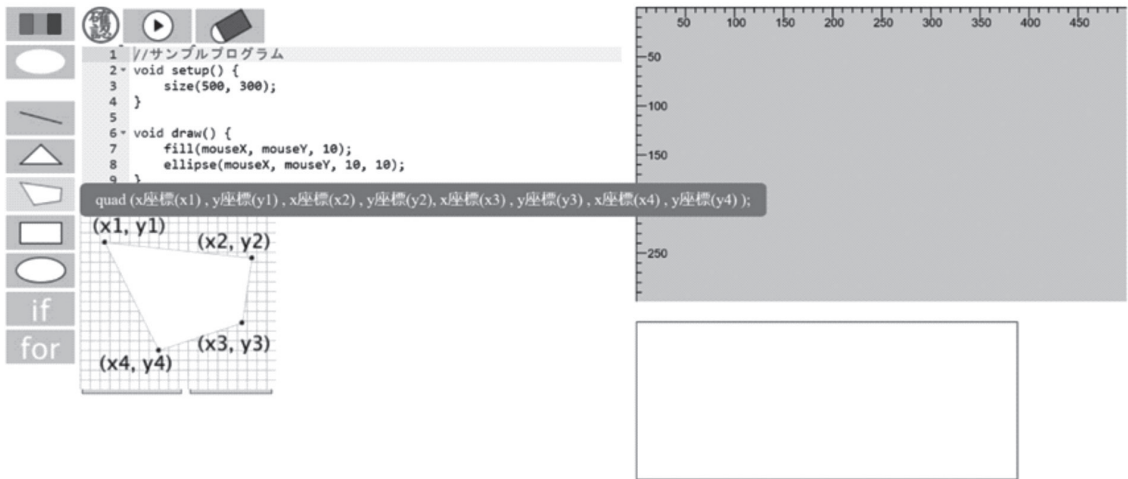 1 //サンプルプログラム
2 void setup() {
3 size(500, 300);
4 }
5
6 void draw() {
7 fill(mouseX, mouseY, 10);
8 ellipse(mouseX, mouseY, 10, 10);
9 }
quad (x座標(x1) , y座標(y1) , x座標(x2) , y座標(y2), x座標(x3) , y座標(y3) , x座標(x4) , y座標(y4) );
(x1, y1)
(x2, y2)
(x3, y3)
(x4, y4)
if
for
50 100 150 200 250 300 350 400 450
50
100
150
250